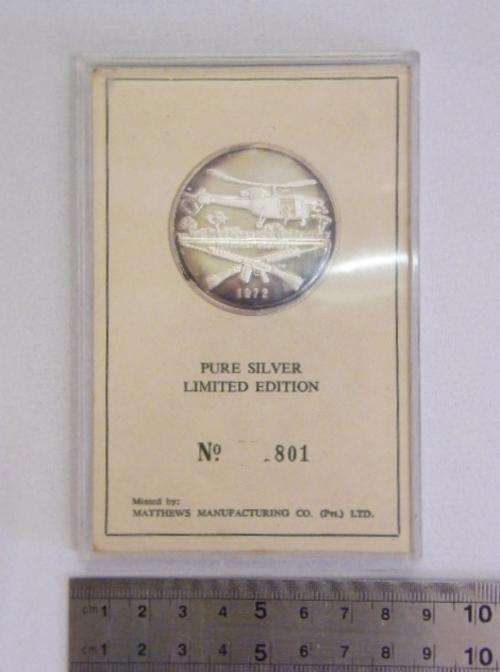 1972
PURE SILVER
LIMITED EDITION
Nº 801
Minted by:
MATTHEWS MANUFACTURING CO. (Pvt.) LTD.
cm 1 2 3 4 5 6 7 8 9 10
cm 1 2 3 4 5 6 7 8 9 10